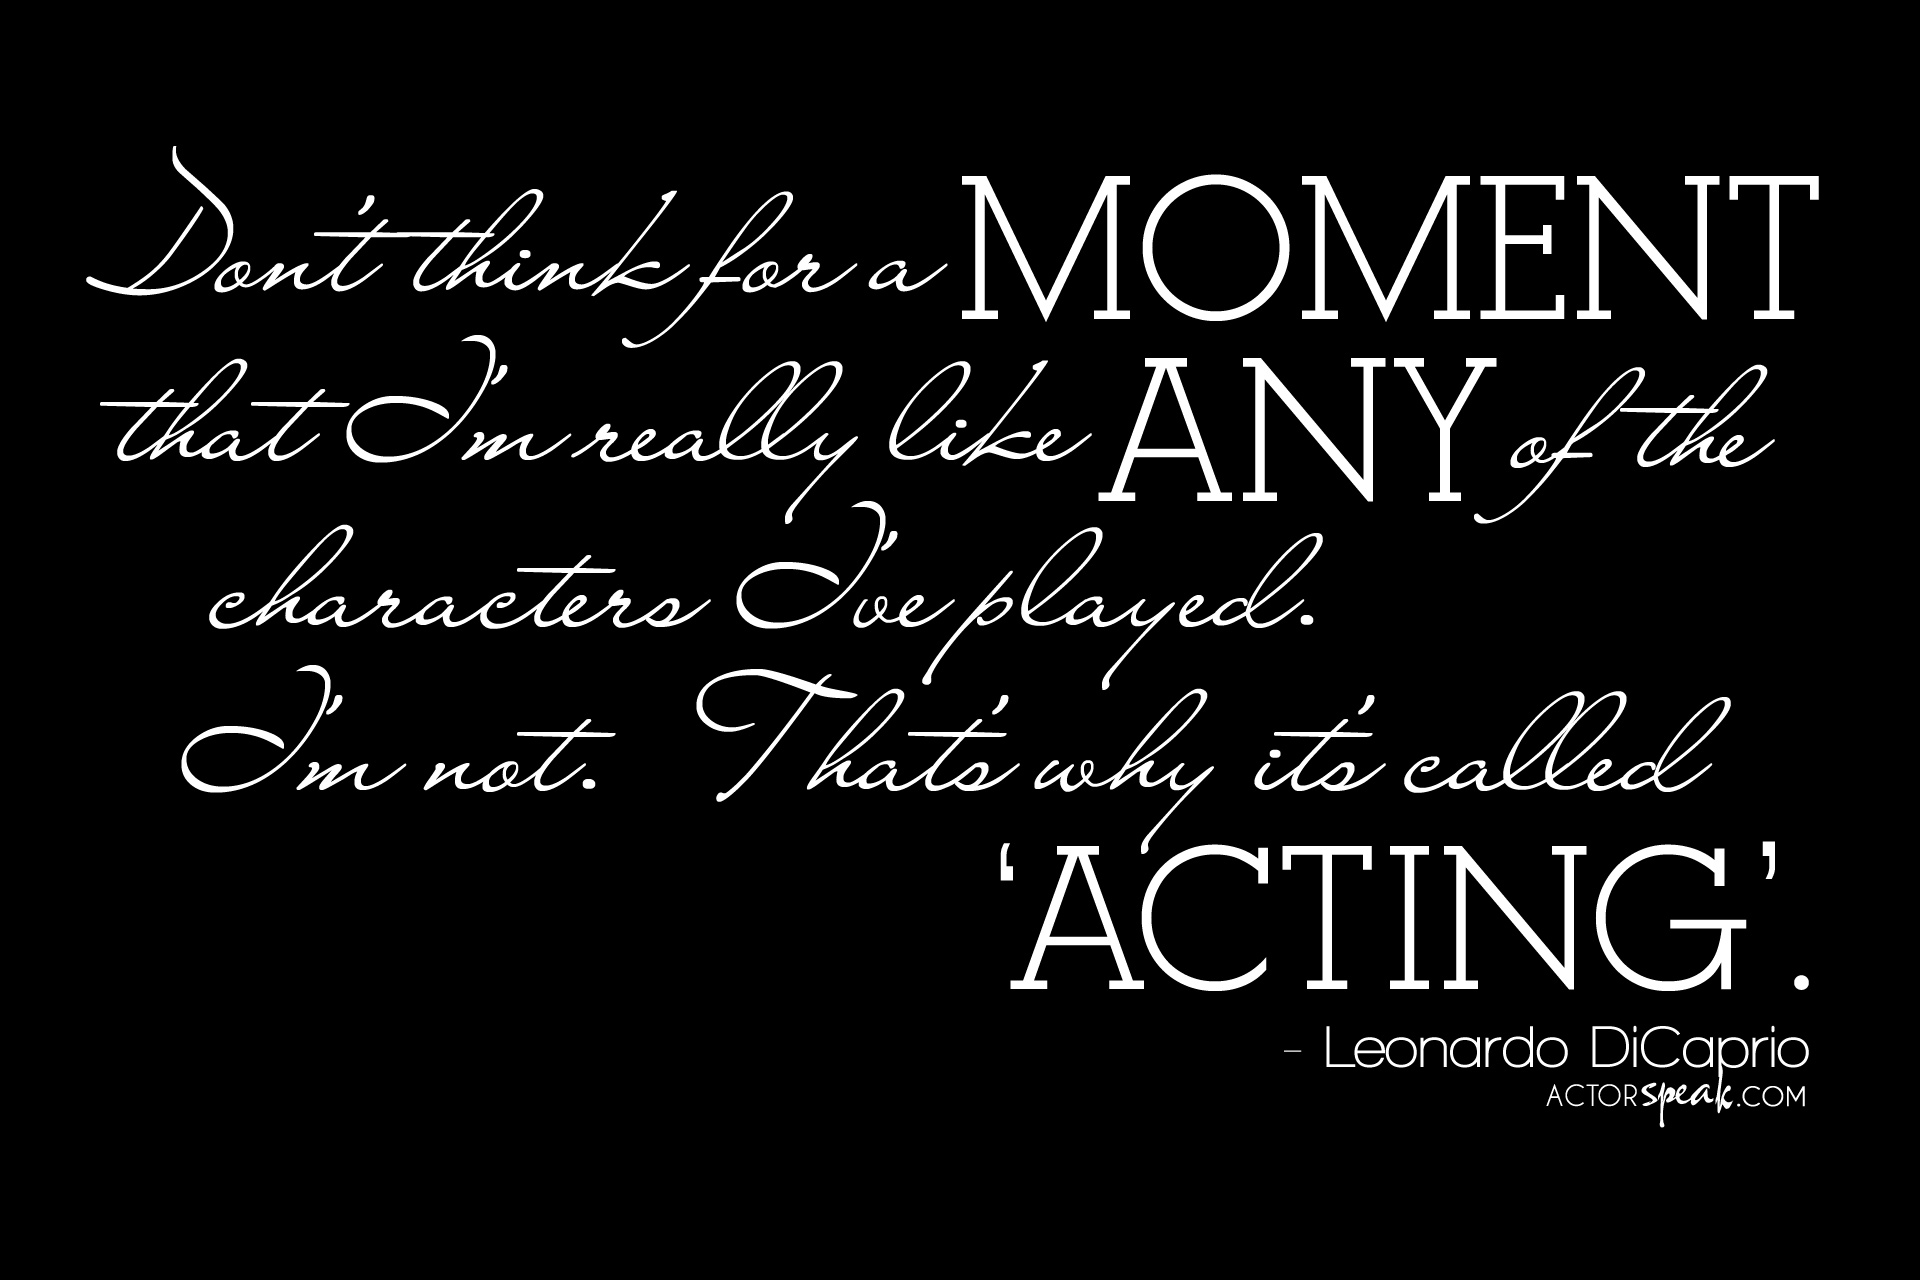 Don't think for a MOMENT
that I'm really like ANY of the
characters I've played.
I'm not. That's why it's called
‘ACTING’.
– Leonardo DiCaprio
ACTORspeak.COM